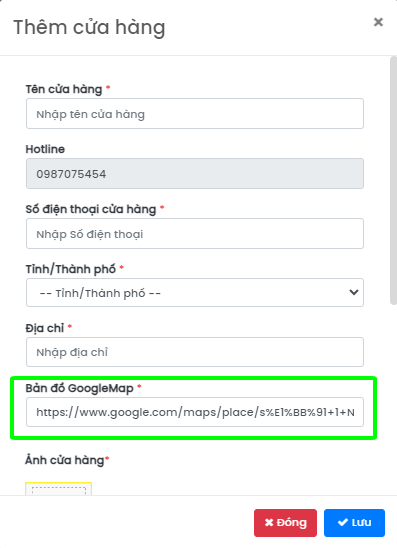 Thêm cửa hàng
×
Tên cửa hàng *
Nhập tên cửa hàng
Hotline
0987075454
Số điện thoại cửa hàng *
Nhập Số điện thoại
Tỉnh/Thành phố *
-- Tỉnh/Thành phố --
Địa chỉ *
Nhập địa chỉ
Bản đồ GoogleMap *
https://www.google.com/maps/place/s%E1%BB%91+1+N
Ảnh cửa hàng*
× Đóng
✓ Lưu